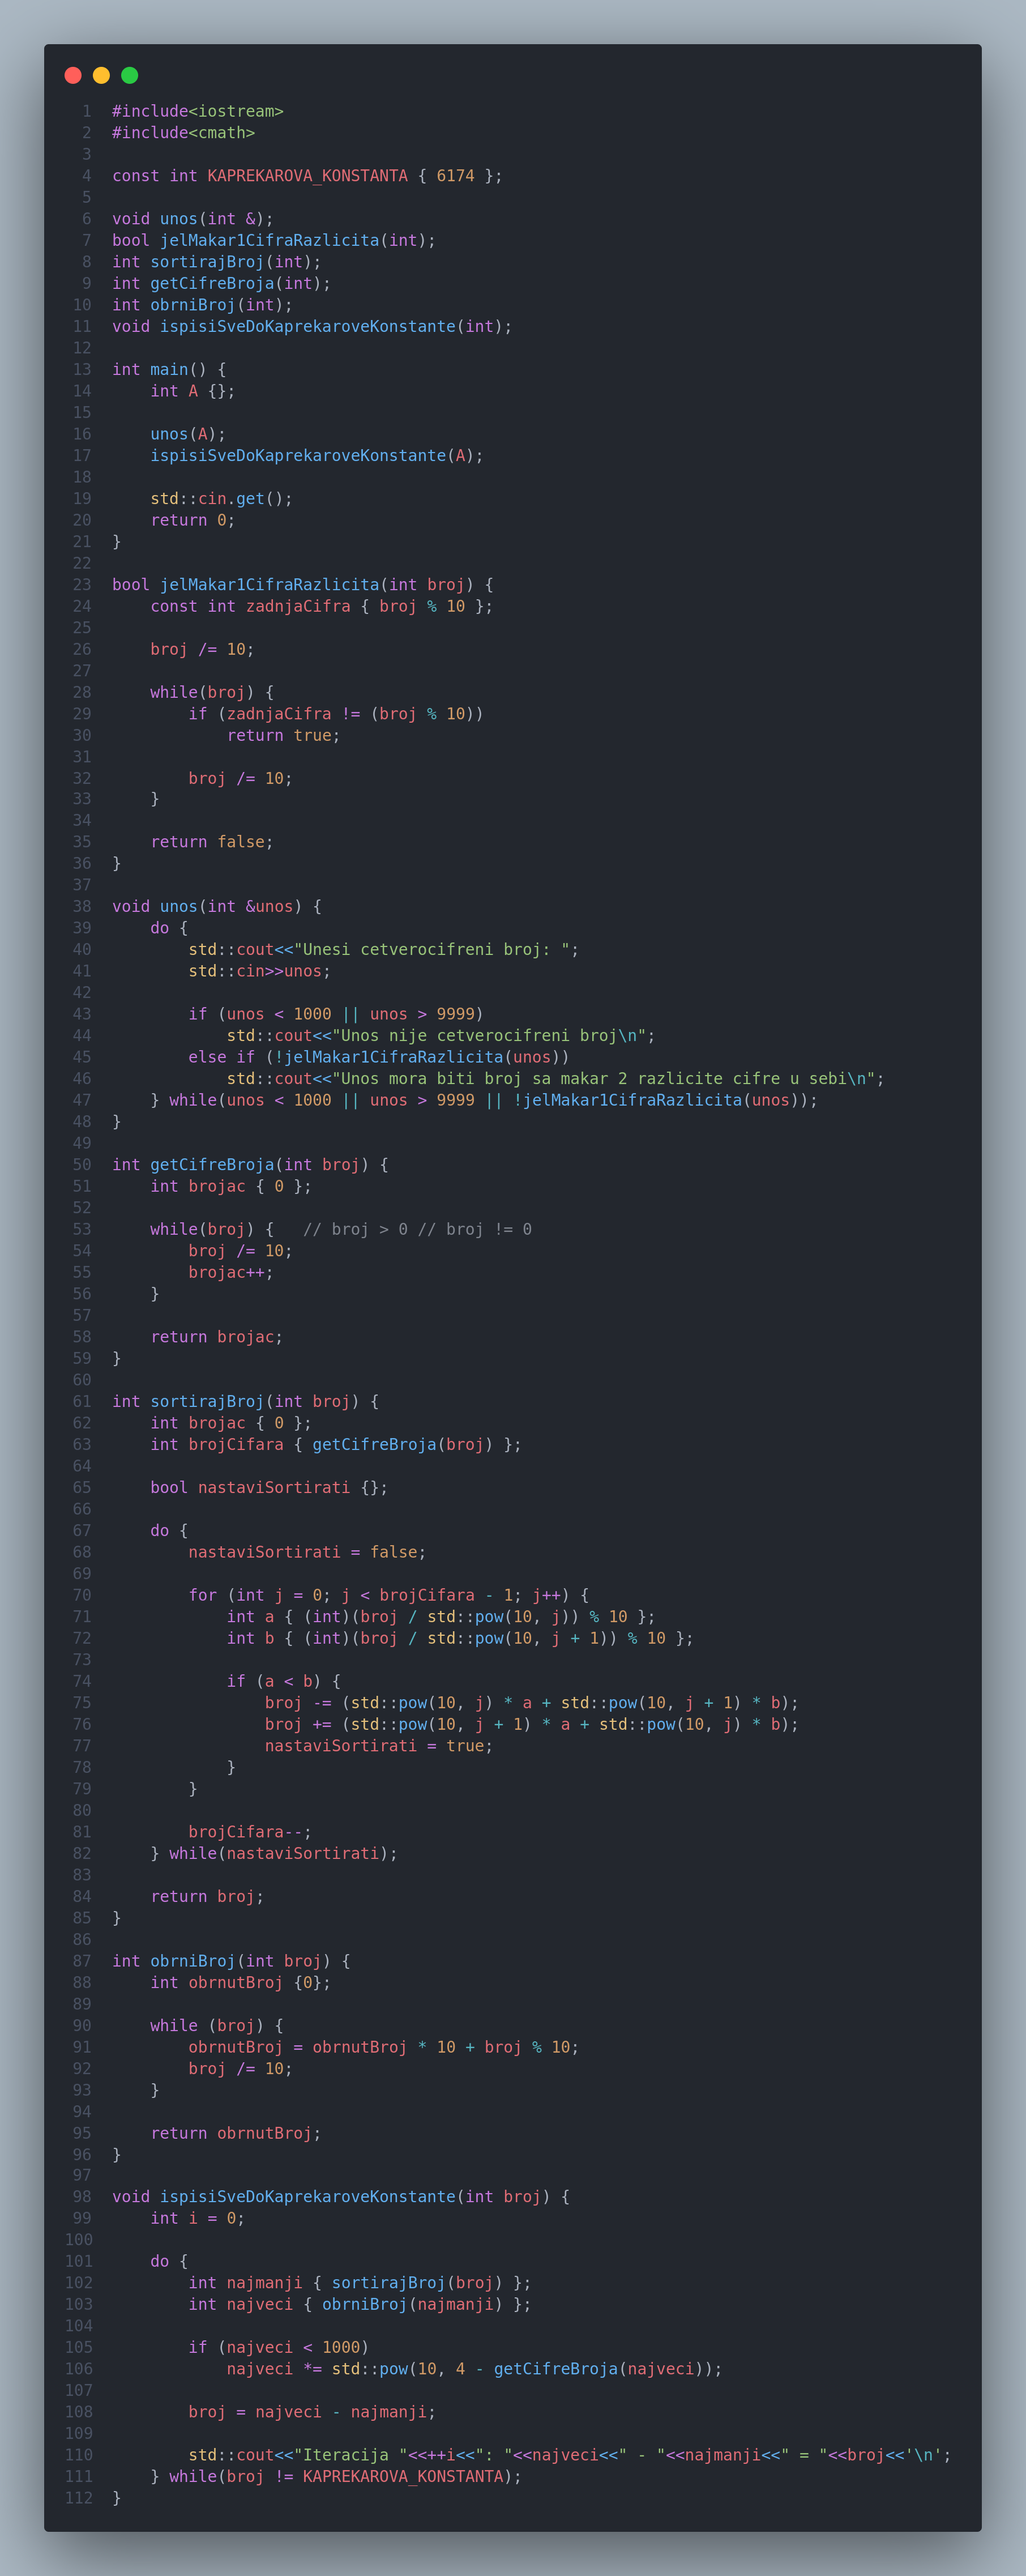 1 #include<iostream>
2 #include<cmath>
3
4 const int KAPREKAROVA_KONSTANTA { 6174 };
5
6 void unos(int &);
7 bool jelMakar1CifraRazlicita(int);
8 int sortirajBroj(int);
9 int getCifreBroja(int);
10 int obrniBroj(int);
11 void ispisiSveDoKaprekaroveKonstante(int);
12
13 int main() {
14     int A {};
15
16     unos(A);
17     ispisiSveDoKaprekaroveKonstante(A);
18
19     std::cin.get();
20     return 0;
21 }
22
23 bool jelMakar1CifraRazlicita(int broj) {
24     const int zadnjaCifra { broj % 10 };
25
26     broj /= 10;
27
28     while(broj) {
29         if (zadnjaCifra != (broj % 10))
30             return true;
31
32         broj /= 10;
33     }
34
35     return false;
36 }
37
38 void unos(int &unos) {
39     do {
40         std::cout<<"Unesi cetverocifreni broj: ";
41         std::cin>>unos;
42
43         if (unos < 1000 || unos > 9999)
44             std::cout<<"Unos nije cetverocifreni broj\n";
45         else if (!jelMakar1CifraRazlicita(unos))
46             std::cout<<"Unos mora biti broj sa makar 2 razlicite cifre u sebi\n";
47     } while(unos < 1000 || unos > 9999 || !jelMakar1CifraRazlicita(unos));
48 }
49
50 int getCifreBroja(int broj) {
51     int brojac { 0 };
52
53     while(broj) {   // broj > 0 // broj != 0
54         broj /= 10;
55         brojac++;
56     }
57
58     return brojac;
59 }
60
61 int sortirajBroj(int broj) {
62     int brojac { 0 };
63     int brojCifara { getCifreBroja(broj) };
64
65     bool nastaviSortirati {};
66
67     do {
68         nastaviSortirati = false;
69
70         for (int j = 0; j < brojCifara - 1; j++) {
71             int a { (int)(broj / std::pow(10, j)) % 10 };
72             int b { (int)(broj / std::pow(10, j + 1)) % 10 };
73
74             if (a < b) {
75                 broj -= (std::pow(10, j) * a + std::pow(10, j + 1) * b);
76                 broj += (std::pow(10, j + 1) * a + std::pow(10, j) * b);
77                 nastaviSortirati = true;
78             }
79         }
80
81         brojCifara--;
82     } while(nastaviSortirati);
83
84     return broj;
85 }
86
87 int obrniBroj(int broj) {
88     int obrnutBroj {0};
89
90     while (broj) {
91         obrnutBroj = obrnutBroj * 10 + broj % 10;
92         broj /= 10;
93     }
94
95     return obrnutBroj;
96 }
97
98 void ispisiSveDoKaprekaroveKonstante(int broj) {
99     int i = 0;
100
101     do {
102         int najmanji { sortirajBroj(broj) };
103         int najveci { obrniBroj(najmanji) };
104
105         if (najveci < 1000)
106             najveci *= std::pow(10, 4 - getCifreBroja(najveci));
107
108         broj = najveci - najmanji;
109
110         std::cout<<"Iteracija "<<++i<<": "<<najveci<<" - "<<najmanji<<" = "<<broj<<'\n';
111     } while(broj != KAPREKAROVA_KONSTANTA);
112 }